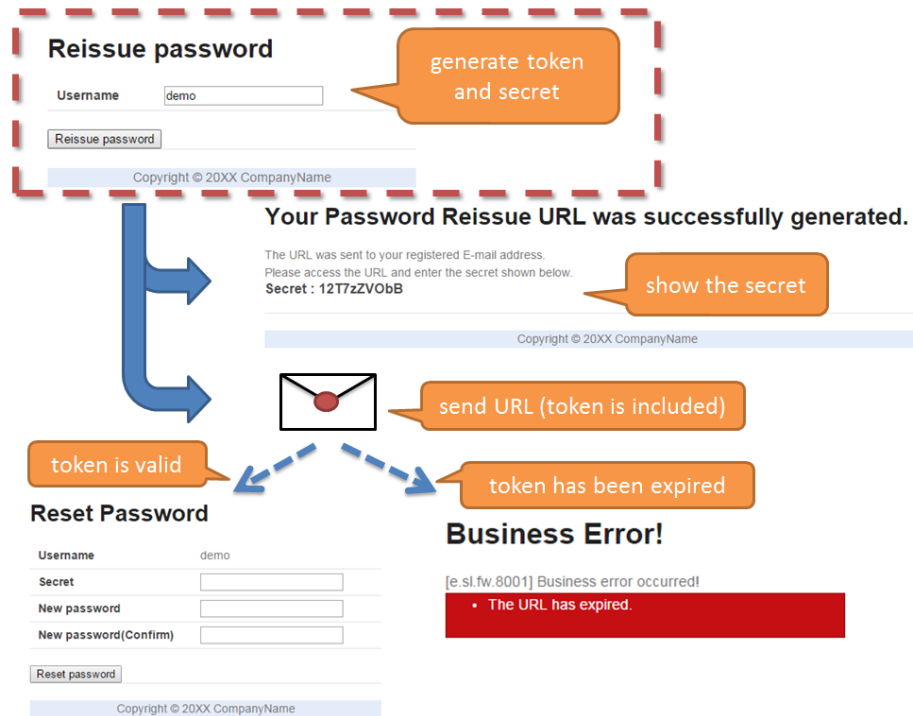 Reissue password
generate token
and secret
Username demo
Reissue password
Copyright © 20XX CompanyName
Your Password Reissue URL was successfully generated.
The URL was sent to your registered E-mail address.
Please access the URL and enter the secret shown below.
Secret : 12T7zZVObB
show the secret
Copyright © 20XX CompanyName
send URL (token is included)
token is valid
token has been expired
Reset Password
Username demo
Secret
New password
New password(Confirm)
Reset password
Copyright © 20XX CompanyName
Business Error!
[e.sl.fw.8001] Business error occurred!
• The URL has expired.